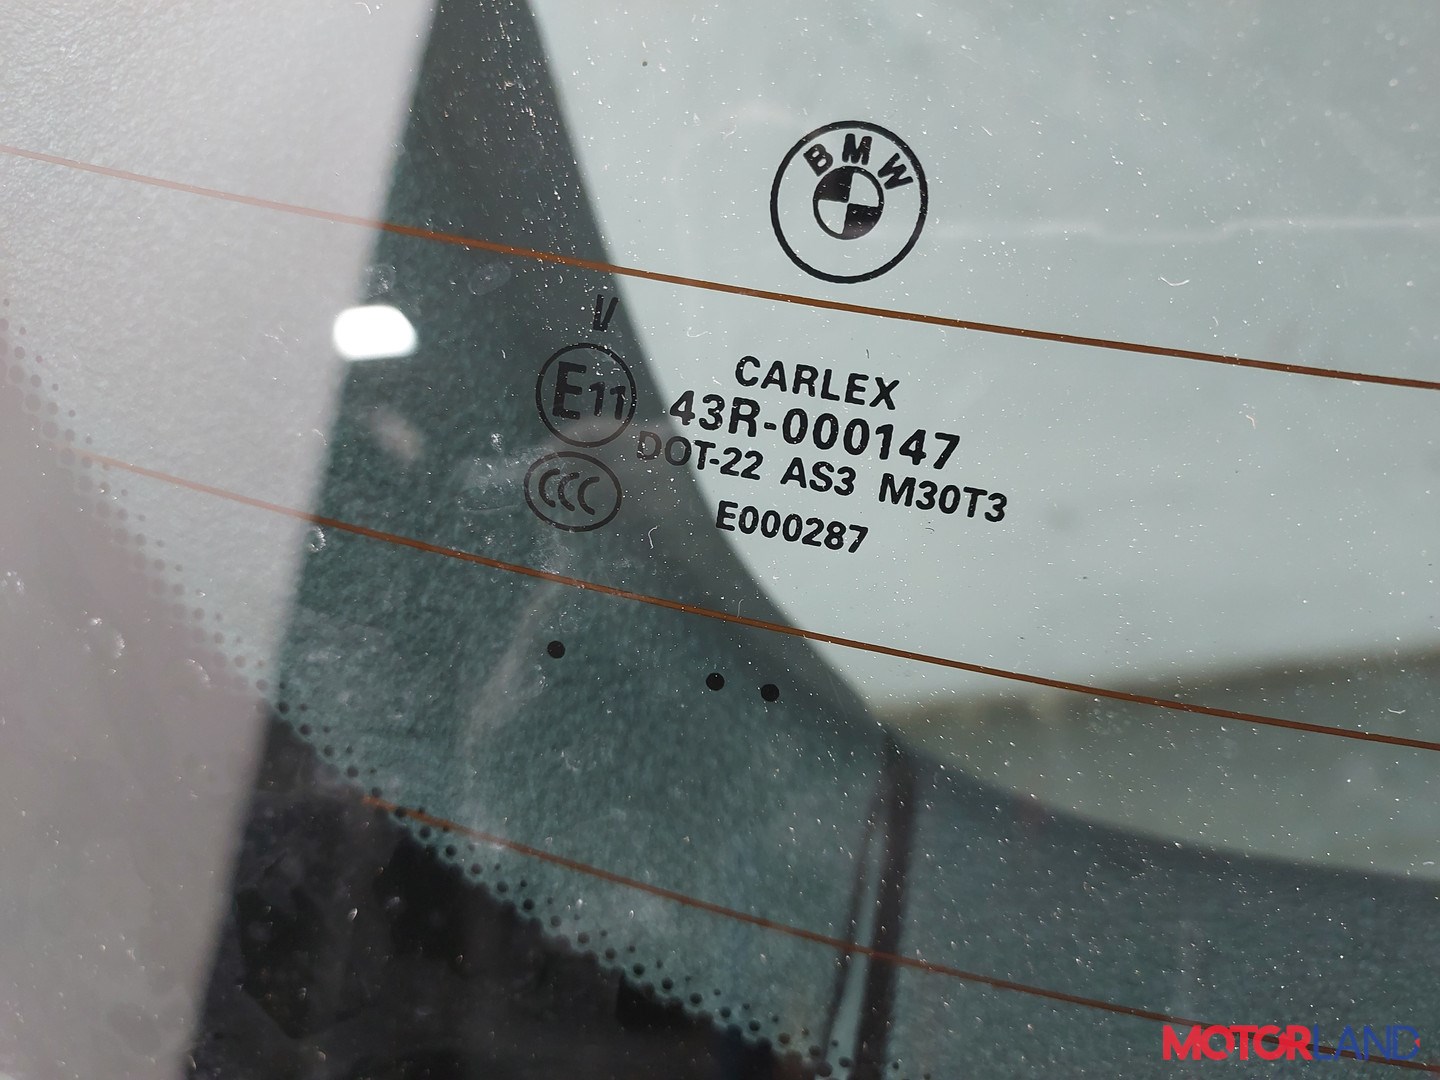 BMW
V
E11
CARLEX
43R-000147
DOT-22 AS3 M30T3
CCC
E000287
MOTORLAND